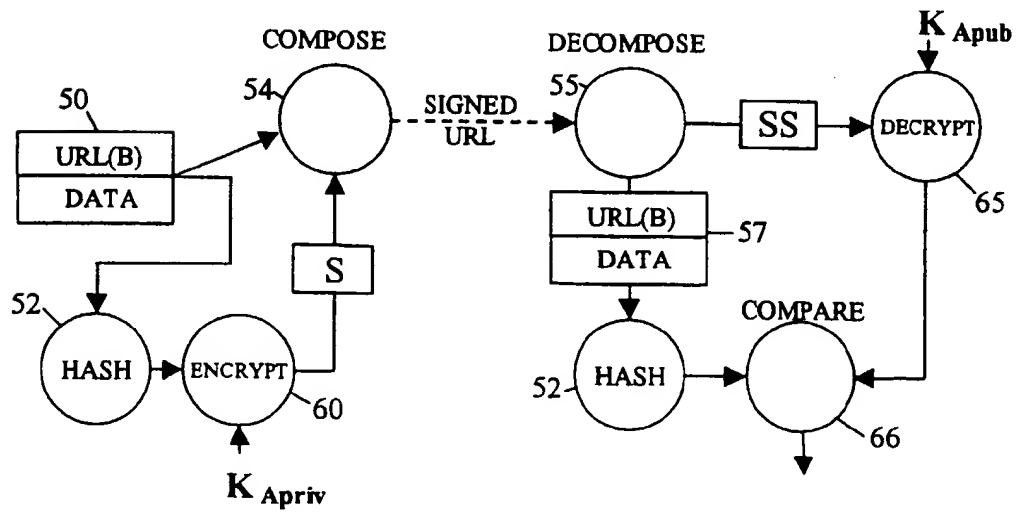 COMPOSE
54
50
URL(B)
DATA
SIGNED
URL
S
52
HASH
ENCRYPT
60
K Apriv
DECOMPOSE
55
SS
K Apub
DECRYPT
65
URL(B)
DATA
57
COMPARE
52
HASH
66